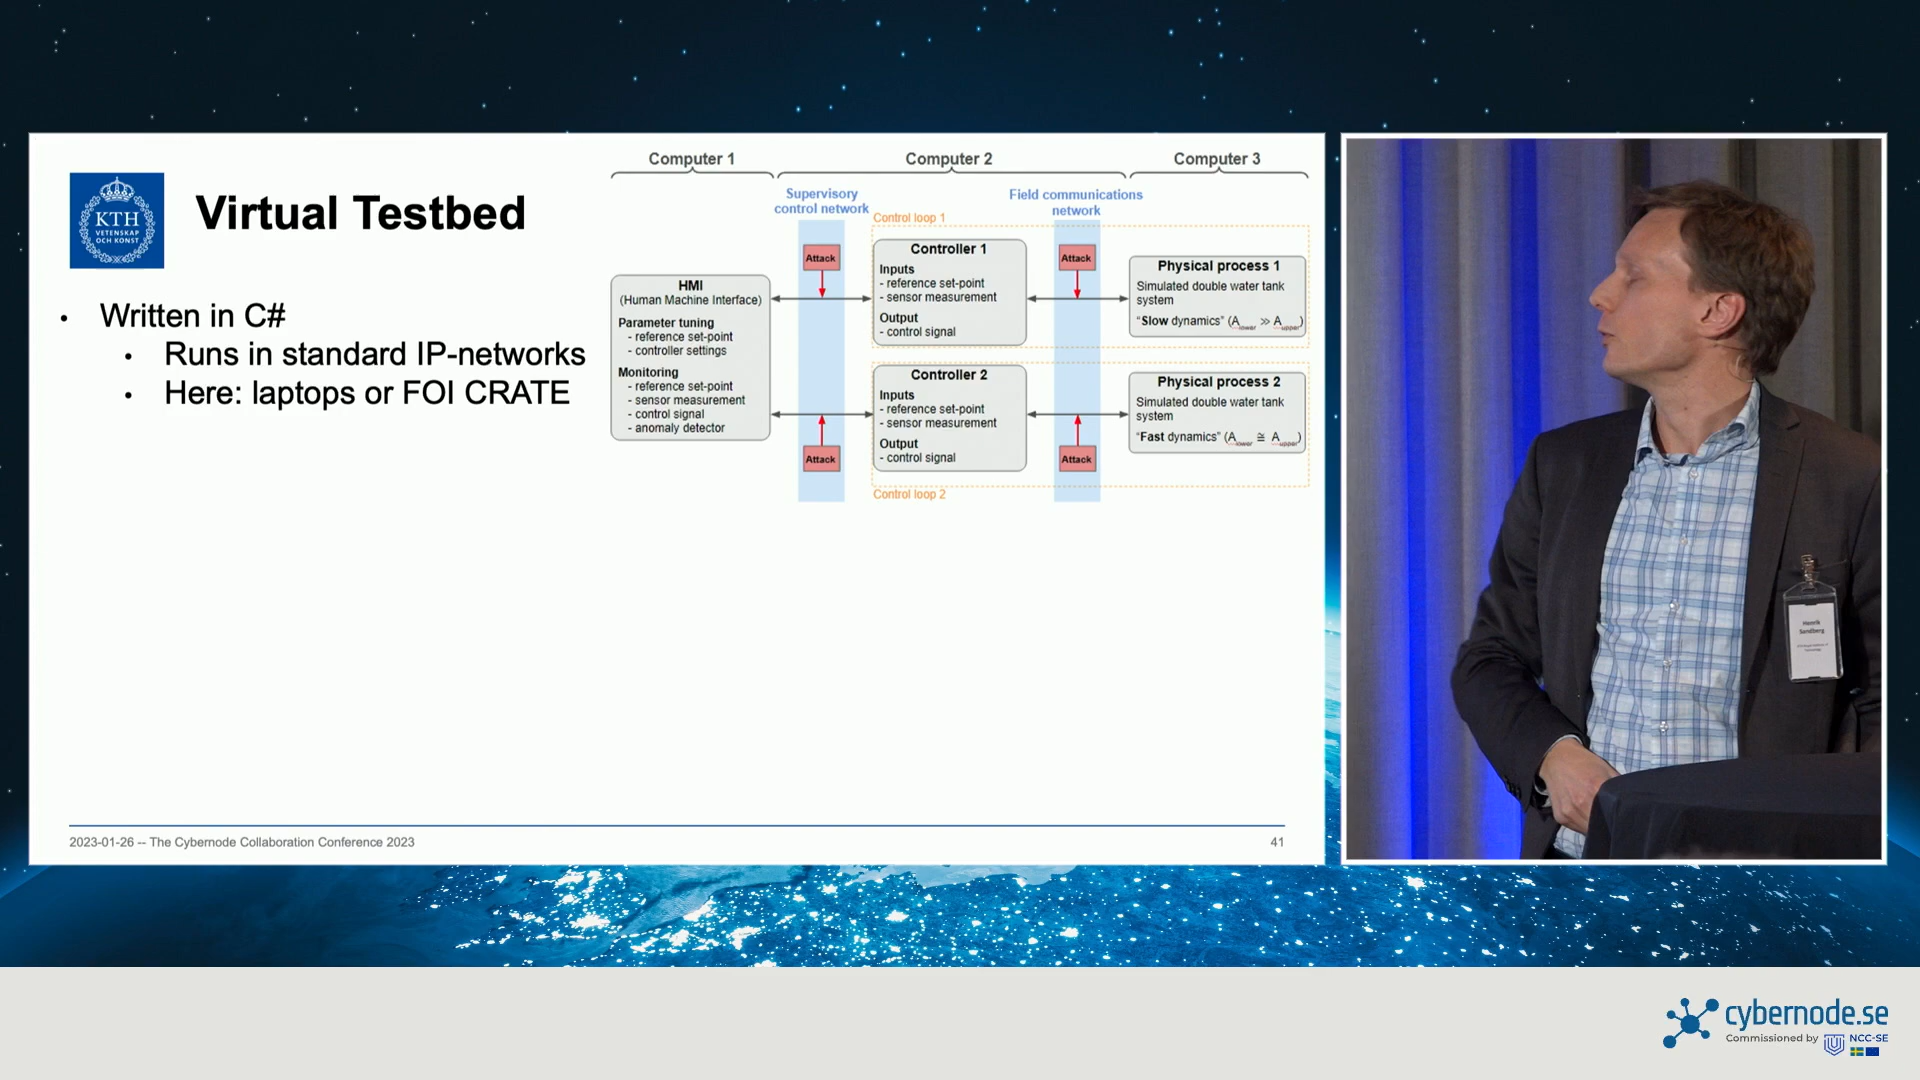 Computer 1
Computer 2
Computer 3
KTH
VETENSKAP
OCH KONST
Virtual Testbed
• Written in C#
• Runs in standard IP-networks
• Here: laptops or FOI CRATE
Supervisory
control network
Field communications
network
Control loop 1
Attack
Attack
HMI
(Human Machine Interface)
Parameter tuning
- reference set-point
- controller settings
Monitoring
- reference set-point
- sensor measurement
- control signal
- anomaly detector
Controller 1
Inputs
- reference set-point
- sensor measurement
Output
- control signal
Physical process 1
Simulated double water tank
system
"Slow dynamics" (Alower ≫ Aupper)
Controller 2
Inputs
- reference set-point
- sensor measurement
Output
- control signal
Physical process 2
Simulated double water tank
system
"Fast dynamics" (Alower ≅ Aupper)
Attack
Attack
Control loop 2
2023-01-26 -- The Cybernode Collaboration Conference 2023
41
Henrik
Sandberg
cybernode.se
Commissioned by
NCC-SE